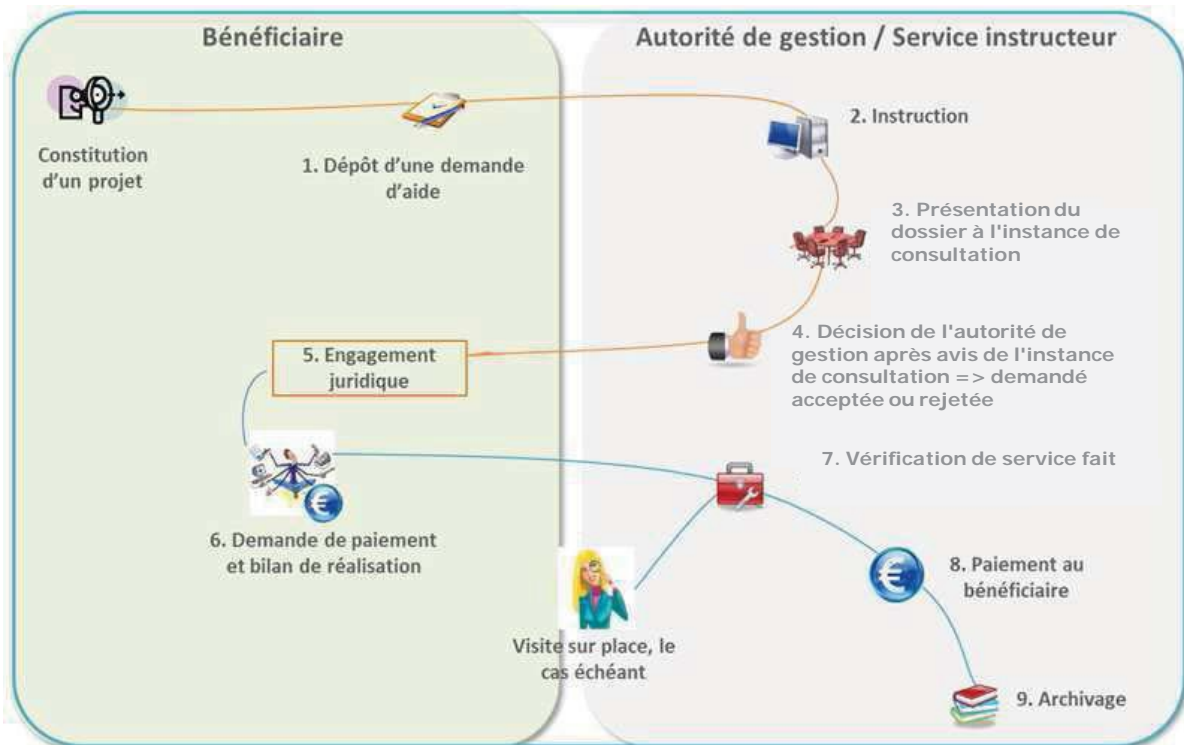 Bénéficiaire
Autorité de gestion / Service instructeur
Constitution
d'un projet
1. Dépôt d'une demande
d'aide
2. Instruction
3. Présentation du
dossier à l'instance de
consultation
4. Décision de l'autorité de
gestion après avis de l'instance
de consultation => demandé
acceptée ou rejetée
5. Engagement
juridique
6. Demande de paiement
et bilan de réalisation
7. Vérification de service fait
Visite sur place, le
cas échéant
8. Paiement au
bénéficiaire
9. Archivage